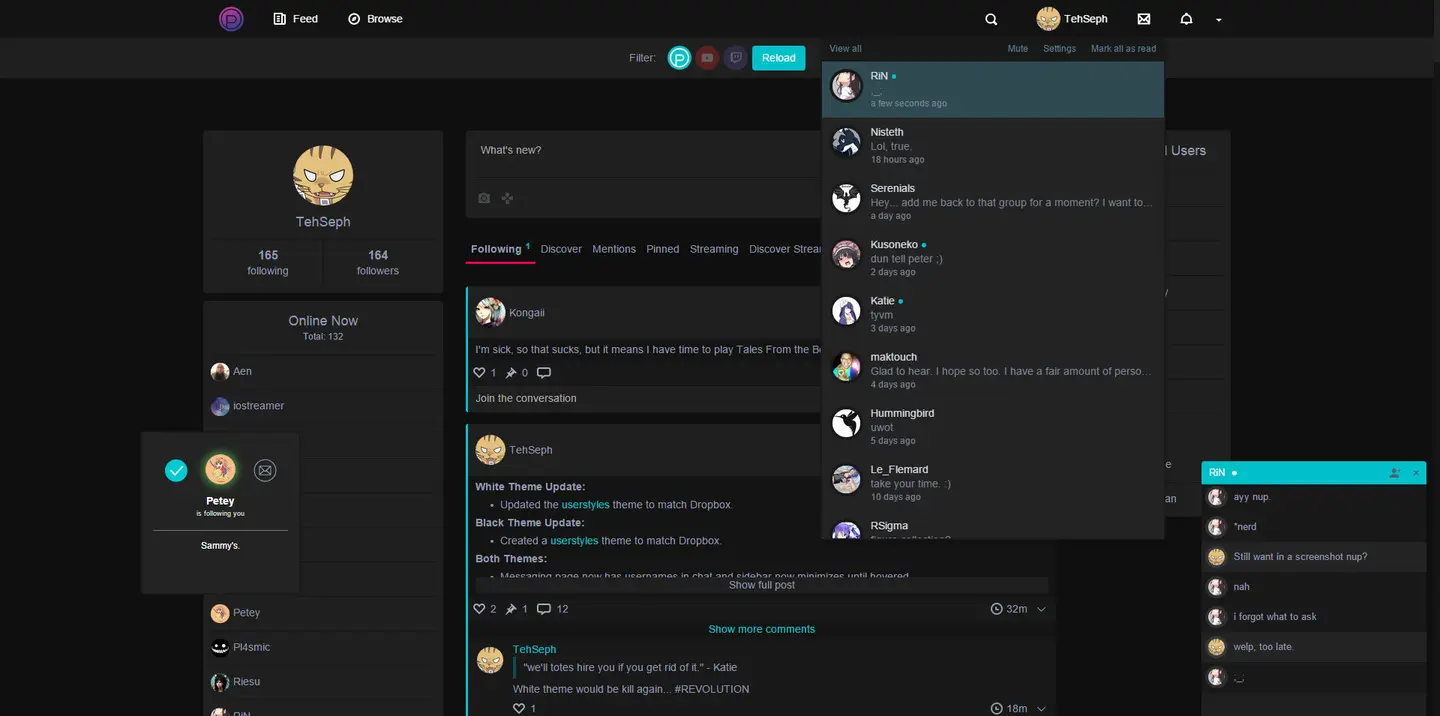 Feed
Browse
TehSeph
Filter:
Reload
View all
Mute
Settings
Mark all as read
RiN
._.
a few seconds ago
Nisteth
Lol, true.
18 hours ago
Serenials
Hey... add me back to that group for a moment? I want to…
a day ago
Kusoneko
dun tell peter ;)
2 days ago
Katie
tyvm
3 days ago
maktouch
Glad to hear. I hope so too. I have a fair amount of perso…
4 days ago
Hummingbird
uwot
5 days ago
Le_Flemard
take your time. :)
10 days ago
RSigma
TehSeph
165
following
164
followers
Online Now
Total: 132
Aen
iostreamer
Petey
is following you
Sammy's.
Petey
Pl4smic
Riesu
RiN
What's new?
Following 1
Discover
Mentions
Pinned
Streaming
Discover Strea
Kongaii
I'm sick, so that sucks, but it means I have time to play Tales From the B
1
0
Join the conversation
TehSeph
White Theme Update:
• Updated the userstyles theme to match Dropbox.
Black Theme Update:
• Created a userstyles theme to match Dropbox.
Both Themes:
• Messaging page now has usernames in chat and sidebar now minimizes until hovered.
Show full post
2
1
12
32m
Show more comments
TehSeph
"we'll totes hire you if you get rid of it." - Katie
White theme would be kill again... #REVOLUTION
1
18m
Users
RiN
ayy nup.
*nerd
Still want in a screenshot nup?
nah
i forgot what to ask
welp, too late.
._.